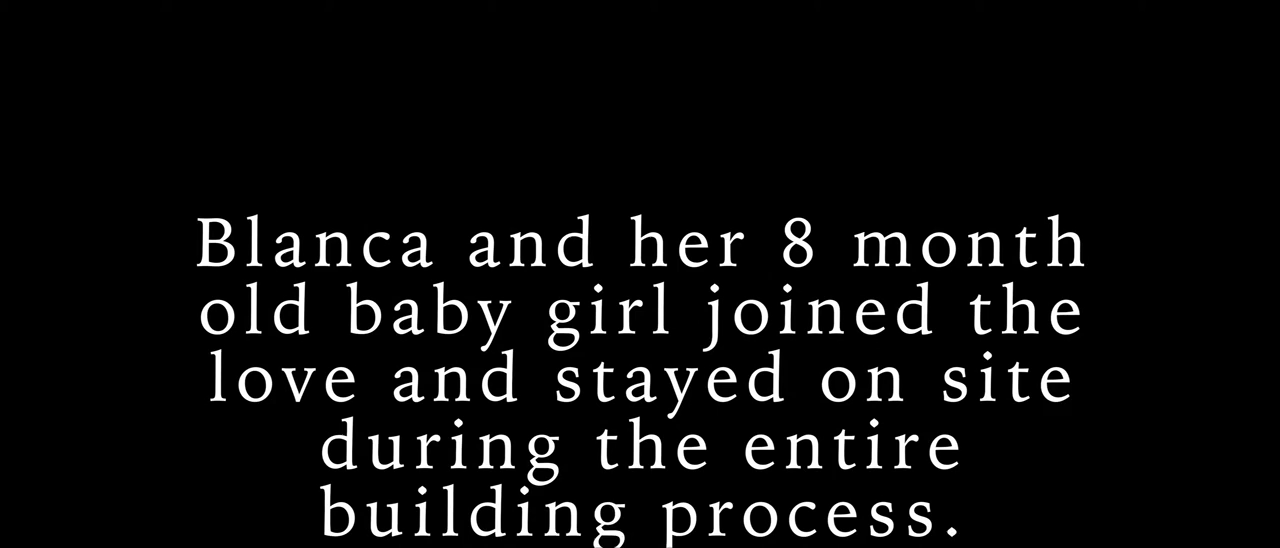 Blanca and her 8 month
old baby girl joined the
love and stayed on site
during the entire
building process.